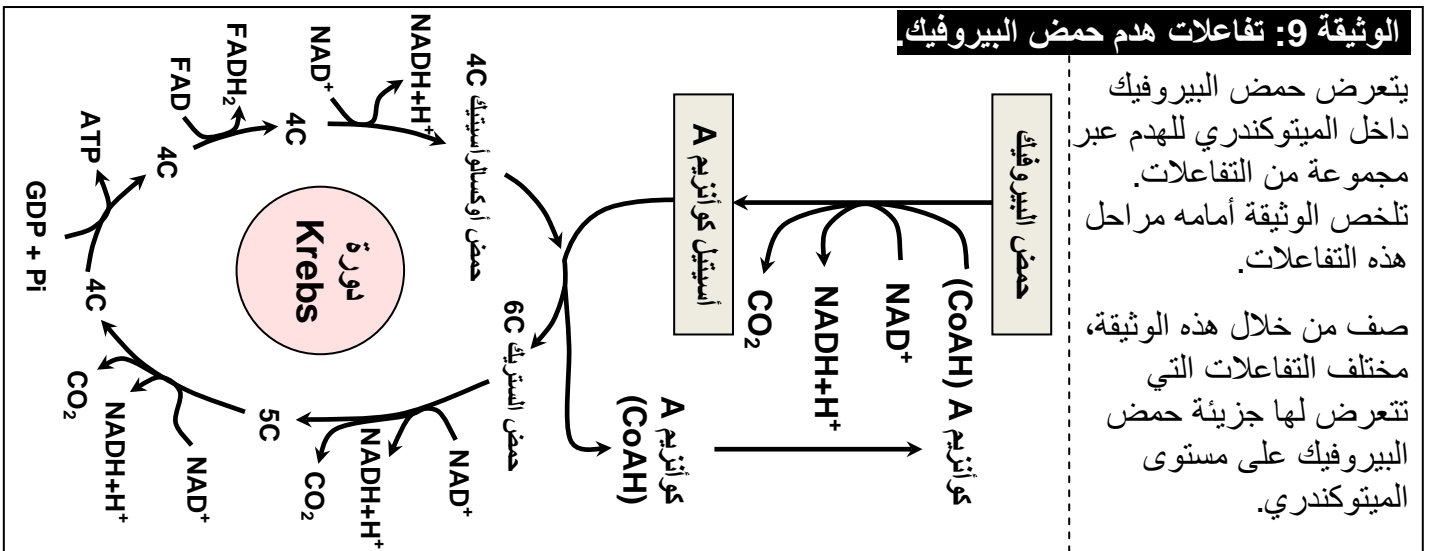 الوثيقة 9: تفاعلات هدم حمض البيروفيك.
يتعرض حمض البيروفيك
داخل الميتوكندري للهدم عبر
مجموعة من التفاعلات.
تلخص الوثيقة أمامه مراحل
هذه التفاعلات.
صف من خلال هذه الوثيقة،
مختلف التفاعلات التي
تتعرض لها جزيئة حمض
البيروفيك على مستوى
الميتوكندري.
حمض البيروفيك
كوأنزيم A (CoAH)
NAD⁺
NADH+H⁺
CO₂
أسيتيل كوأنزيم A
كوأنزيم A
(CoAH)
حمض أوكسالوأسيتيك 4C
حمض الستريك 6C
NAD⁺
NADH+H⁺
CO₂
5C
NAD⁺
NADH+H⁺
CO₂
4C
GDP + Pi
ATP
4C
FAD
FADH₂
4C
NAD⁺
NADH+H⁺
دورة
Krebs